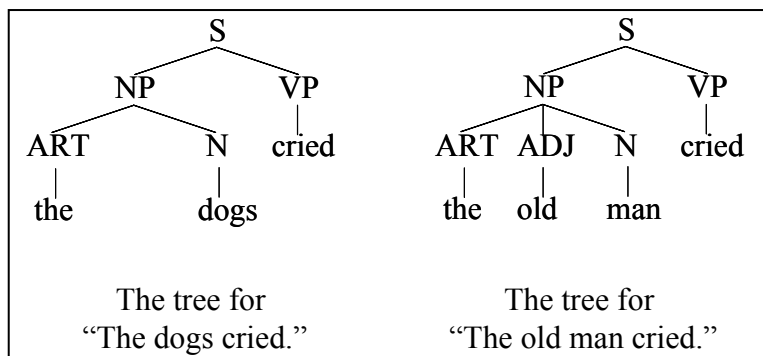 S
NP VP
ART N cried
the dogs
The tree for
“The dogs cried.”
S
NP VP
ART ADJ N cried
the old man
The tree for
“The old man cried.”